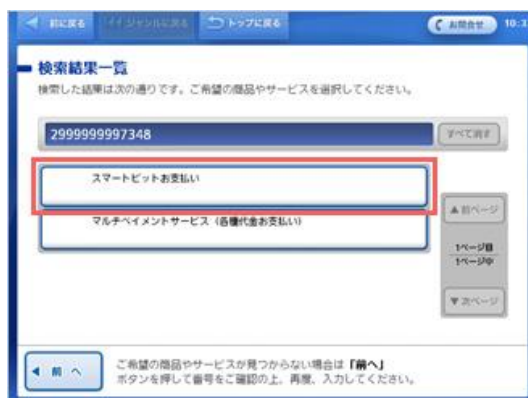 前に戻る
トップに戻る
お問合せ
検索結果一覧
検索した結果は次の通りです。ご希望の商品やサービスを選択してください。
2999999997348
すべて消す
スマートピットお支払い
マルチペイメントサービス（各種代金お支払い）
▲前ページ
1ページ目
1ページ中
▼次ページ
前 へ
ご希望の商品やサービスが見つからない場合は「前へ」
ボタンを押して番号をご確認の上、再度、入力してください。